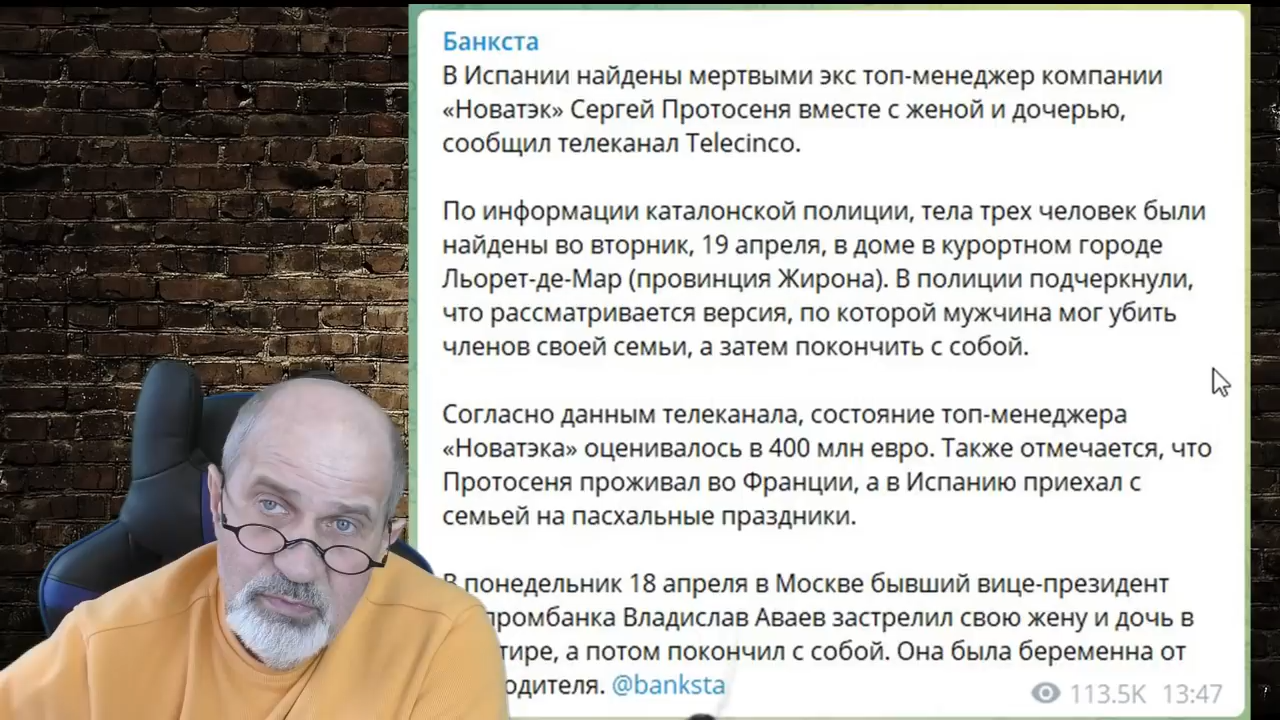 Банкста
В Испании найдены мертвыми экс топ-менеджер компании
«Новатэк» Сергей Протосеня вместе с женой и дочерью,
сообщил телеканал Telecinco.
По информации каталонской полиции, тела трех человек были
найдены во вторник, 19 апреля, в доме в курортном городе
Льорет-де-Мар (провинция Жирона). В полиции подчеркнули,
что рассматривается версия, по которой мужчина мог убить
членов своей семьи, а затем покончить с собой.
Согласно данным телеканала, состояние топ-менеджера
«Новатэка» оценивалось в 400 млн евро. Также отмечается, что
Протосеня проживал во Франции, а в Испанию приехал с
семьей на пасхальные праздники.
В понедельник 18 апреля в Москве бывший вице-президент
промбанка Владислав Аваев застрелил свою жену и дочь в
тире, а потом покончил с собой. Она была беременна от
одителя. @banksta
113.5K 13:47